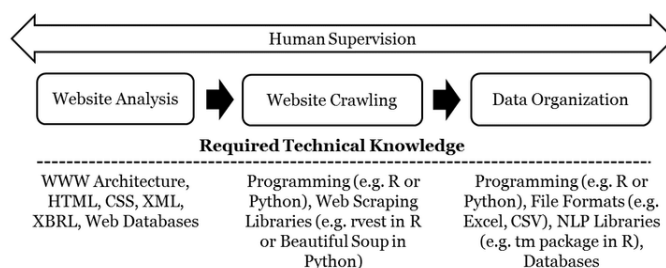 Human Supervision
Website Analysis
Website Crawling
Data Organization
Required Technical Knowledge
WWW Architecture,
HTML, CSS, XML,
XBRL, Web Databases
Programming (e.g. R or
Python), Web Scraping
Libraries (e.g. rvest in R
or Beautiful Soup in
Python)
Programming (e.g. R or
Python), File Formats (e.g.
Excel, CSV), NLP Libraries
(e.g. tm package in R),
Databases